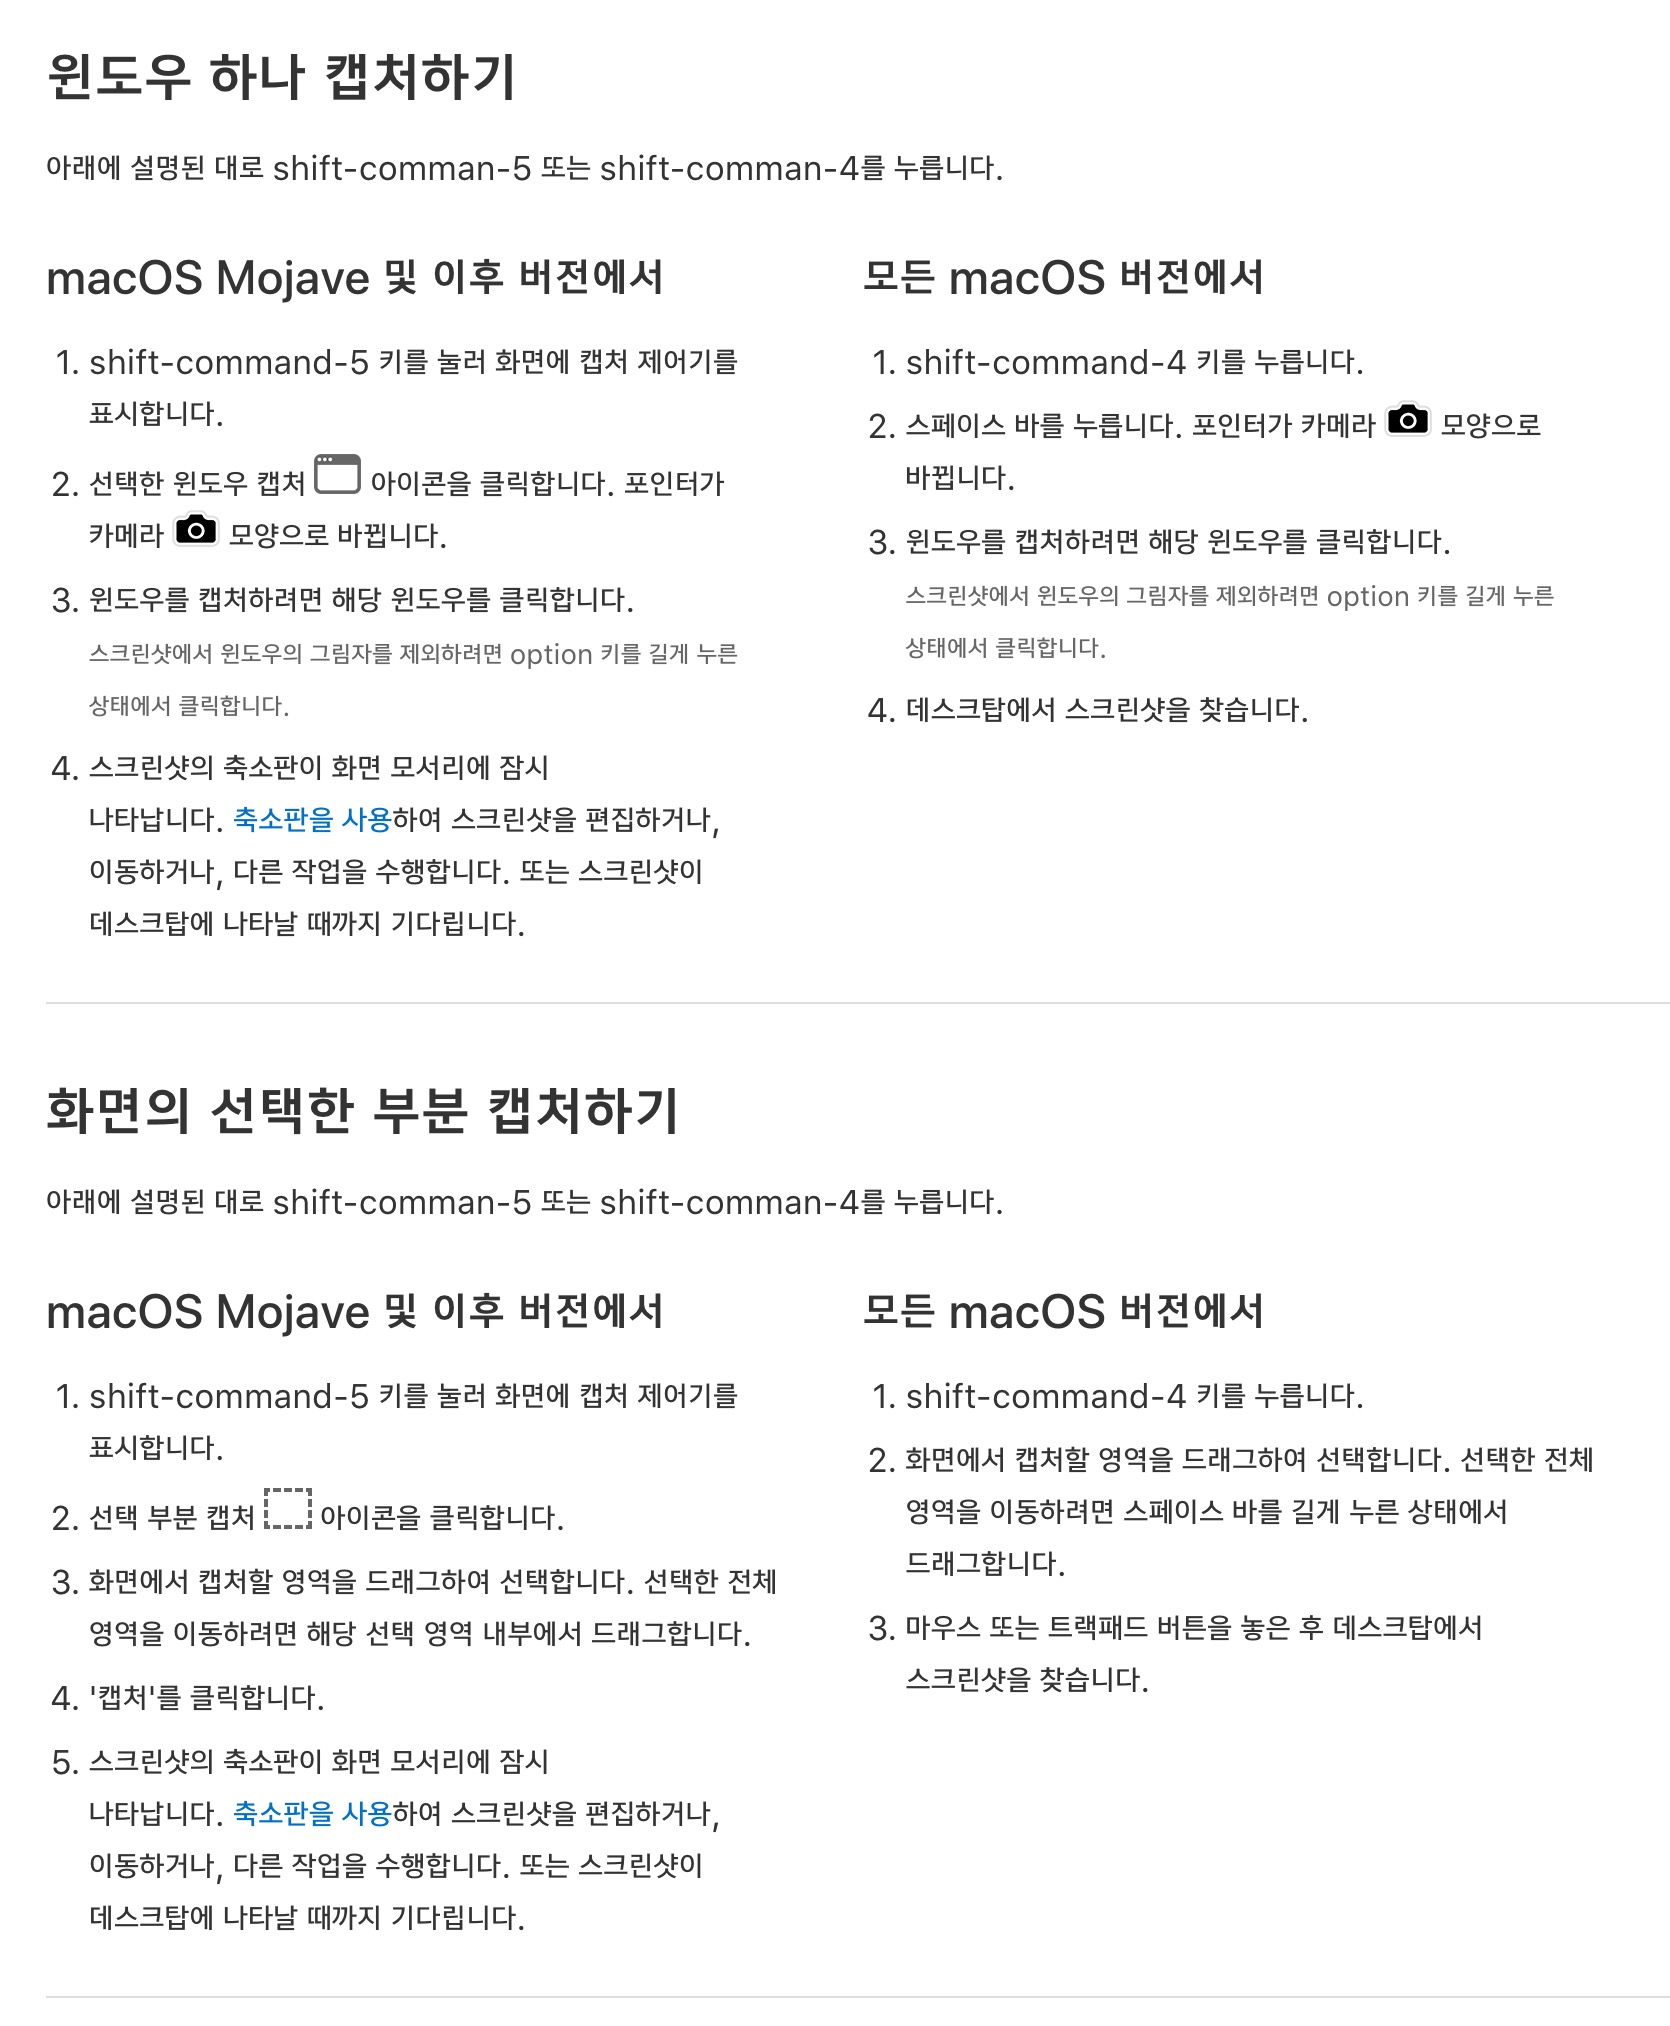 윈도우 하나 캡처하기
아래에 설명된 대로 shift-comman-5 또는 shift-comman-4를 누릅니다.
macOS Mojave 및 이후 버전에서
1. shift-command-5 키를 눌러 화면에 캡처 제어기를
표시합니다.
2. 선택한 윈도우 캡처 아이콘을 클릭합니다. 포인터가
카메라 모양으로 바뀝니다.
3. 윈도우를 캡처하려면 해당 윈도우를 클릭합니다.
스크린샷에서 윈도우의 그림자를 제외하려면 option 키를 길게 누른
상태에서 클릭합니다.
4. 스크린샷의 축소판이 화면 모서리에 잠시
나타납니다. 축소판을 사용하여 스크린샷을 편집하거나,
이동하거나, 다른 작업을 수행합니다. 또는 스크린샷이
데스크탑에 나타날 때까지 기다립니다.
모든 macOS 버전에서
1. shift-command-4 키를 누릅니다.
2. 스페이스 바를 누릅니다. 포인터가 카메라 모양으로
바뀝니다.
3. 윈도우를 캡처하려면 해당 윈도우를 클릭합니다.
스크린샷에서 윈도우의 그림자를 제외하려면 option 키를 길게 누른
상태에서 클릭합니다.
4. 데스크탑에서 스크린샷을 찾습니다.
화면의 선택한 부분 캡처하기
아래에 설명된 대로 shift-comman-5 또는 shift-comman-4를 누릅니다.
macOS Mojave 및 이후 버전에서
1. shift-command-5 키를 눌러 화면에 캡처 제어기를
표시합니다.
2. 선택 부분 캡처 아이콘을 클릭합니다.
3. 화면에서 캡처할 영역을 드래그하여 선택합니다. 선택한 전체
영역을 이동하려면 해당 선택 영역 내부에서 드래그합니다.
4. '캡처'를 클릭합니다.
5. 스크린샷의 축소판이 화면 모서리에 잠시
나타납니다. 축소판을 사용하여 스크린샷을 편집하거나,
이동하거나, 다른 작업을 수행합니다. 또는 스크린샷이
데스크탑에 나타날 때까지 기다립니다.
모든 macOS 버전에서
1. shift-command-4 키를 누릅니다.
2. 화면에서 캡처할 영역을 드래그하여 선택합니다. 선택한 전체
영역을 이동하려면 스페이스 바를 길게 누른 상태에서
드래그합니다.
3. 마우스 또는 트랙패드 버튼을 놓은 후 데스크탑에서
스크린샷을 찾습니다.